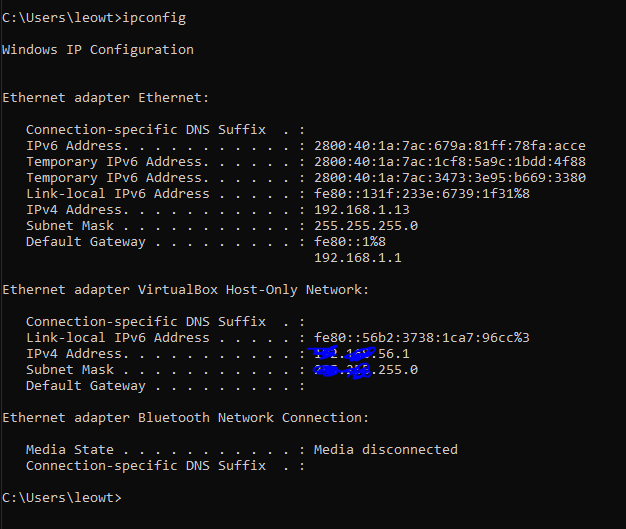 C:\Users\leowt>ipconfig
Windows IP Configuration
Ethernet adapter Ethernet:
Connection-specific DNS Suffix  . :
IPv6 Address. . . . . . . . . . . : 2800:40:1a:7ac:679a:81ff:78fa:acce
Temporary IPv6 Address. . . . . . : 2800:40:1a:7ac:1cf8:5a9c:1bdd:4f88
Temporary IPv6 Address. . . . . . : 2800:40:1a:7ac:3473:3e95:b669:3380
Link-local IPv6 Address . . . . . : fe80::131f:233e:6739:1f31%8
IPv4 Address. . . . . . . . . . . : 192.168.1.13
Subnet Mask . . . . . . . . . . . : 255.255.255.0
Default Gateway . . . . . . . . . : fe80::1%8
192.168.1.1
Ethernet adapter VirtualBox Host-Only Network:
Connection-specific DNS Suffix  . :
Link-local IPv6 Address . . . . . : fe80::56b2:3738:1ca7:96cc%3
IPv4 Address. . . . . . . . . . . : .56.1
Subnet Mask . . . . . . . . . . . : .255.0
Default Gateway . . . . . . . . . :
Ethernet adapter Bluetooth Network Connection:
Media State . . . . . . . . . . . : Media disconnected
Connection-specific DNS Suffix  . :
C:\Users\leowt>